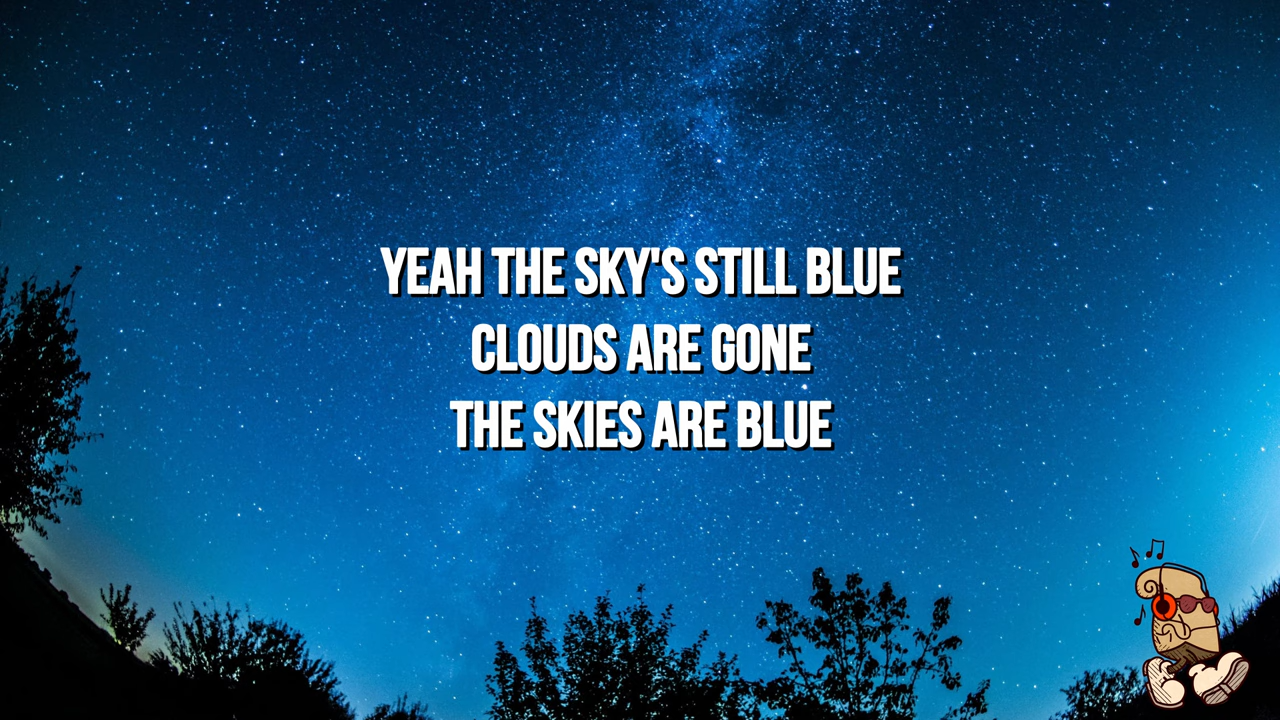 YEAH THE SKY'S STILL BLUE
CLOUDS ARE GONE
THE SKIES ARE BLUE